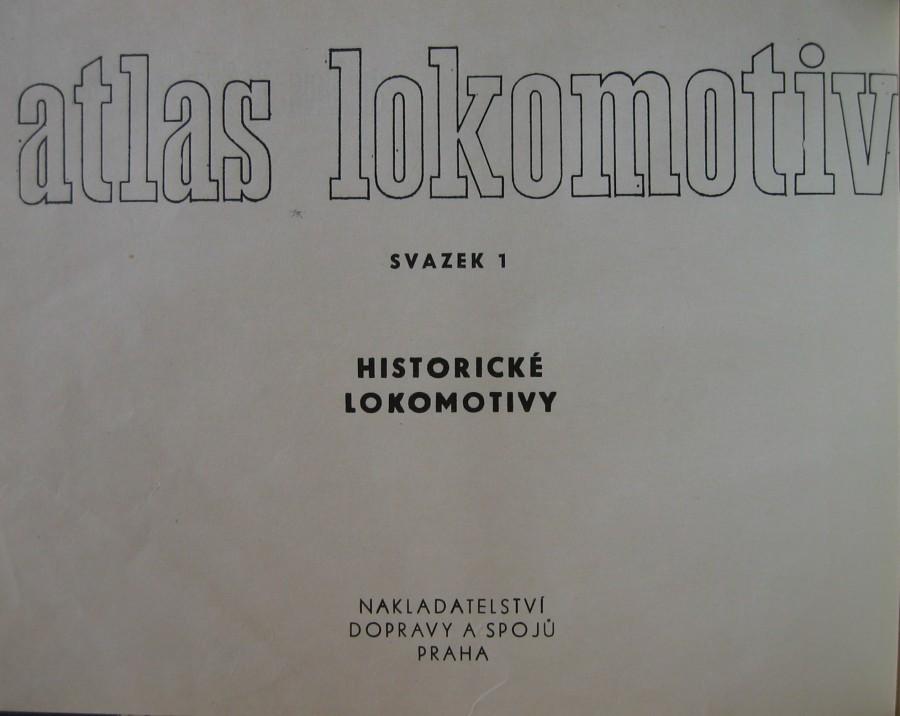 atlas lokomotiv
SVAZEK 1
HISTORICKÉ
LOKOMOTIVY
NAKLADATELSTVÍ
DOPRAVY A SPOJŮ
PRAHA